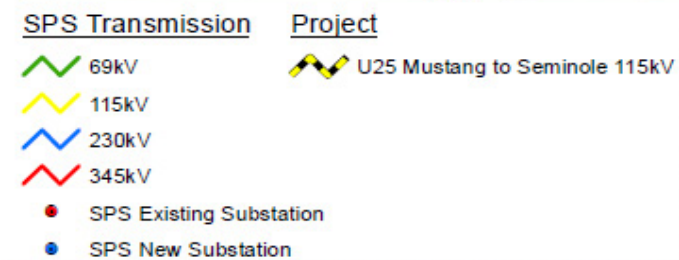 SPS Transmission
69kV
115kV
230kV
345kV
SPS Existing Substation
SPS New Substation
Project
U25 Mustang to Seminole 115kV